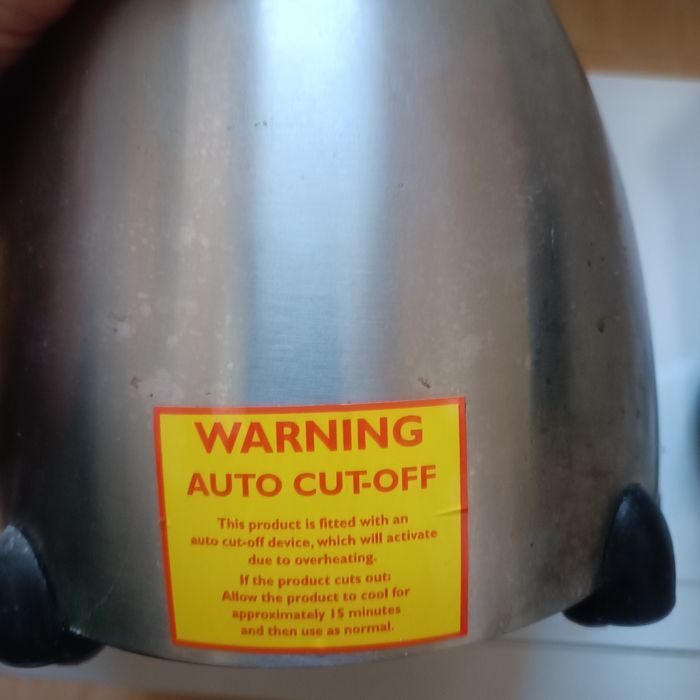 WARNING
AUTO CUT-OFF
This product is fitted with an
auto cut-off device, which will activate
due to overheating.
If the product cuts out:
Allow the product to cool for
approximately 15 minutes
and then use as normal.